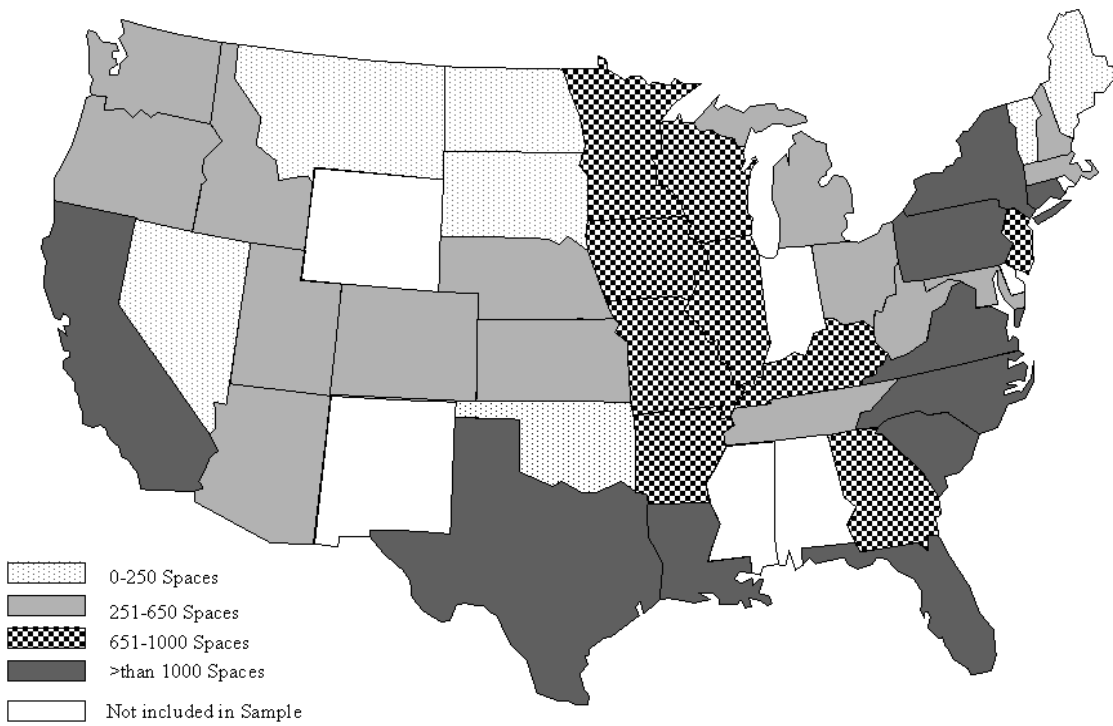 0-250 Spaces
251-650 Spaces
651-1000 Spaces
>than 1000 Spaces
Not included in Sample